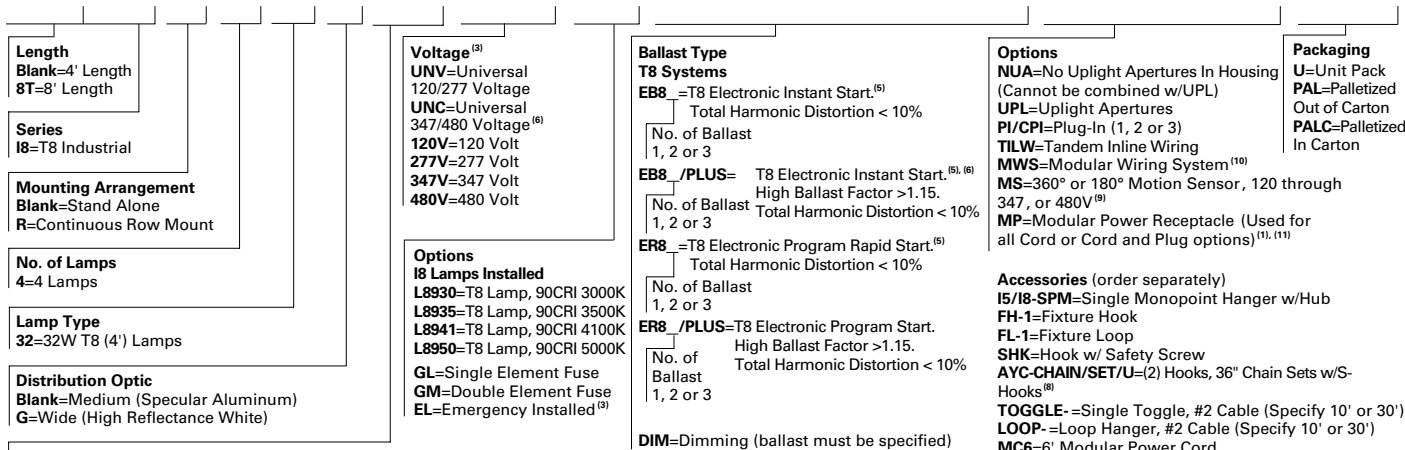 Length
Blank=4' Length
8T=8' Length
Series
I8=T8 Industrial
Mounting Arrangement
Blank=Stand Alone
R=Continuous Row Mount
No. of Lamps
4=4 Lamps
Lamp Type
32=32W T8 (4') Lamps
Distribution Optic
Blank=Medium (Specular Aluminum)
G=Wide (High Reflectance White)
Voltage (3)
UNV=Universal
120/277 Voltage
UNC=Universal
347/480 Voltage (6)
120V=120 Volt
277V=277 Volt
347V=347 Volt
480V=480 Volt
Options
I8 Lamps Installed
L8930=T8 Lamp, 90CRI 3000K
L8935=T8 Lamp, 90CRI 3500K
L8941=T8 Lamp, 90CRI 4100K
L8950=T8 Lamp, 90CRI 5000K
GL=Single Element Fuse
GM=Double Element Fuse
EL=Emergency Installed (3)
Ballast Type
T8 Systems
EB8_=T8 Electronic Instant Start. (5)
Total Harmonic Distortion < 10%
No. of Ballast
1, 2 or 3
EB8_/PLUS= T8 Electronic Instant Start. (5), (6)
High Ballast Factor >1.15.
Total Harmonic Distortion < 10%
No. of Ballast
1, 2 or 3
ER8_=T8 Electronic Program Rapid Start. (5)
Total Harmonic Distortion < 10%
No. of Ballast
1, 2 or 3
ER8_/PLUS=T8 Electronic Program Start.
High Ballast Factor >1.15.
Total Harmonic Distortion < 10%
No. of
Ballast
1, 2 or 3
DIM=Dimming (ballast must be specified)
Options
NUA=No Uplight Apertures In Housing
(Cannot be combined w/UPL)
UPL=Uplight Apertures
PI/CPI=Plug-In (1, 2 or 3)
TILW=Tandem Inline Wiring
MWS=Modular Wiring System (10)
MS=360° or 180° Motion Sensor, 120 through
347, or 480V (9)
MP=Modular Power Receptacle (Used for
all Cord or Cord and Plug options) (1), (11)
Accessories (order separately)
I5/I8-SPM=Single Monopoint Hanger w/Hub
FH-1=Fixture Hook
FL-1=Fixture Loop
SHK=Hook w/ Safety Screw
AYC-CHAIN/SET/U=(2) Hooks, 36" Chain Sets w/S-
Hooks (8)
TOGGLE- =Single Toggle, #2 Cable (Specify 10' or 30')
LOOP- =Loop Hanger, #2 Cable (Specify 10' or 30')
MC6=6' Modular Power Cord
Packaging
U=Unit Pack
PAL=Palletized
Out of Carton
PALC=Palletized
In Carton